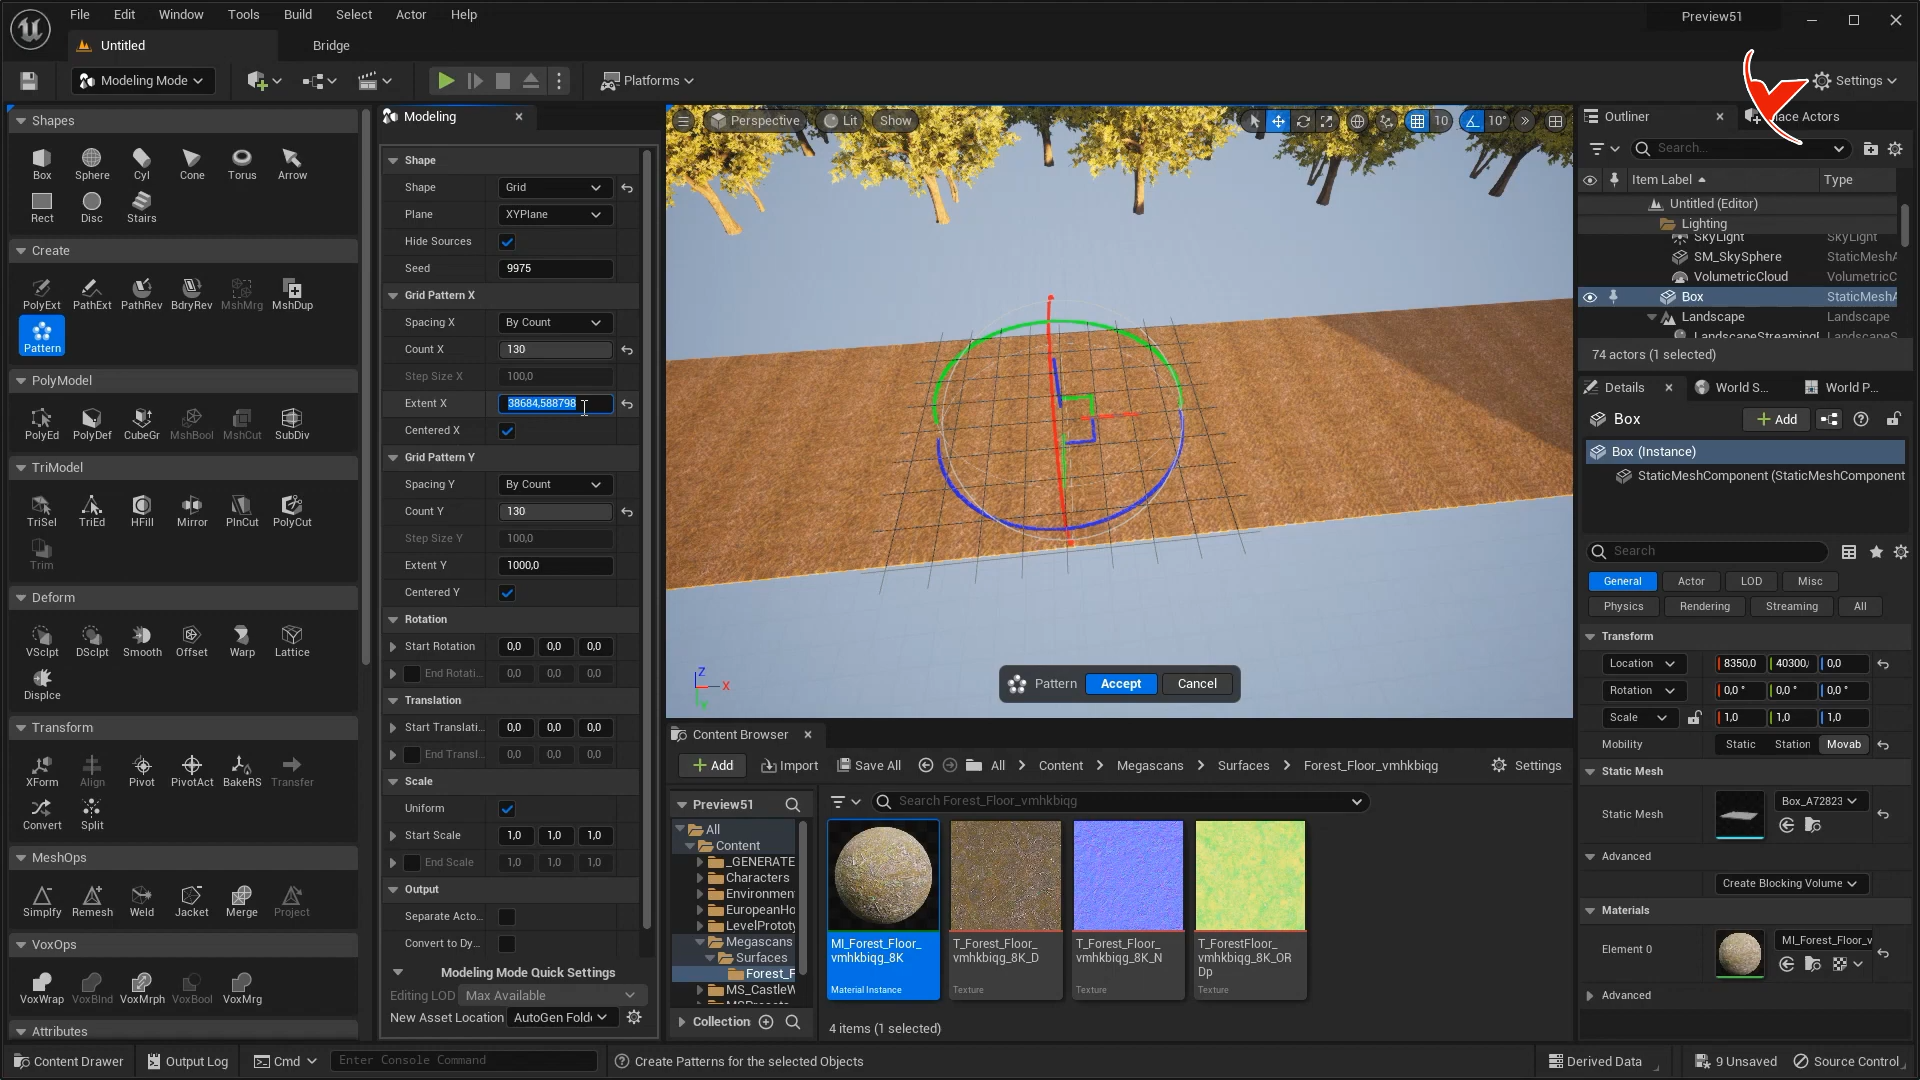 File Edit Window Tools Build Select Actor Help
Preview51
Untitled
Bridge
Modeling Mode
Platforms
Settings
Shapes
Box Sphere Cyl Cone Torus Arrow
Rect Disc Stairs
Create
PolyExt PathExt PathRev BdryRev MshMrg MshDup
Pattern
PolyModel
PolyEd PolyDef CubeGr MshBool MshCut SubDiv
TriModel
TriSel TriEd HFill Mirror PlnCut PolyCut
Trim
Deform
VSclpt DSclpt Smooth Offset Warp Lattice
Displce
Transform
XForm Align Pivot PivotAct BakeRS Transfer
Convert Split
MeshOps
Simplfy Remesh Weld Jacket Merge Project
VoxOps
VoxWrap VoxBlnd VoxMrph VoxBool VoxMrg
Attributes
Modeling
Shape
Shape Grid
Plane XYPlane
Hide Sources
Seed 9975
Grid Pattern X
Spacing X By Count
Count X 130
Step Size X 100,0
Extent X 38684,588798
Centered X
Grid Pattern Y
Spacing Y By Count
Count Y 130
Step Size Y 100,0
Extent Y 1000,0
Centered Y
Rotation
Start Rotation 0,0 0,0 0,0
End Rotati... 0,0 0,0 0,0
Translation
Start Translati... 0,0 0,0 0,0
End Transl... 0,0 0,0 0,0
Scale
Uniform
Start Scale 1,0 1,0 1,0
End Scale 1,0 1,0 1,0
Output
Separate Acto...
Convert to Dy...
Modeling Mode Quick Settings
Editing LOD Max Available
New Asset Location AutoGen Folde
Perspective Lit Show
10 10°
Z
X
Pattern Accept Cancel
Content Browser
Add Import Save All All Content Megascans Surfaces Forest_Floor_vmhkbiqg Settings
Preview51
Search Forest_Floor_vmhkbiqg
All
Content
_GENERATE
Characters
Environmen
EuropeanHo
LevelPrototy
Megascans
Surfaces
Forest_F
MS_CastleW
Collection
MI_Forest_Floor_
vmhkbiqg_8K
Material Instance
T_Forest_Floor_
vmhkbiqg_8K_D
Texture
T_Forest_Floor_
vmhkbiqg_8K_N
Texture
T_ForestFloor_
vmhkbiqg_8K_OR
Dp
Texture
4 items (1 selected)
Outliner
ace Actors
Search...
Item Label Type
Untitled (Editor)
Lighting
SkyLight SkyLight
SM_SkySphere StaticMeshA
VolumetricCloud VolumetricC
Box StaticMeshA
Landscape Landscape
LandscapeStreamingP Landscape
74 actors (1 selected)
Details World S... World P...
Box Add
Box (Instance)
StaticMeshComponent (StaticMeshComponent
Search
General Actor LOD Misc
Physics Rendering Streaming All
Transform
Location 8350,0 40300, 0,0
Rotation 0,0 ° 0,0 ° 0,0 °
Scale 1,0 1,0 1,0
Mobility Static Station Movab
Static Mesh
Static Mesh Box_A72823
Advanced
Create Blocking Volume
Materials
Element 0 MI_Forest_Floor_v
Advanced
Content Drawer Output Log Cmd Enter Console Command Create Patterns for the selected Objects Derived Data 9 Unsaved Source Control